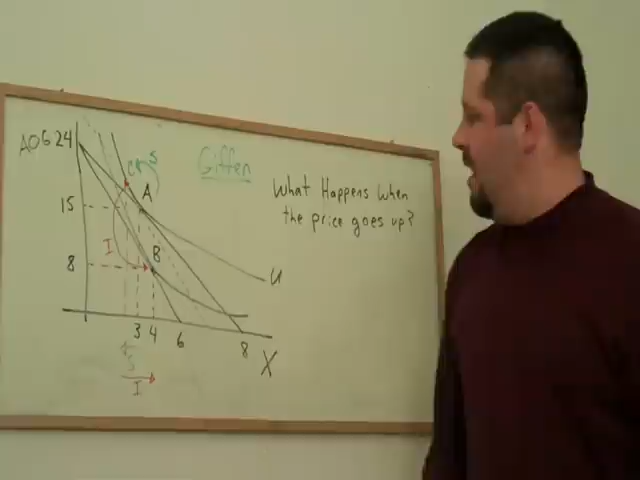 AOG 24
Giffen
What Happens When
the price goes up?
C
S
A
15
B
I
8
U
3 4 6 8
X
S
I